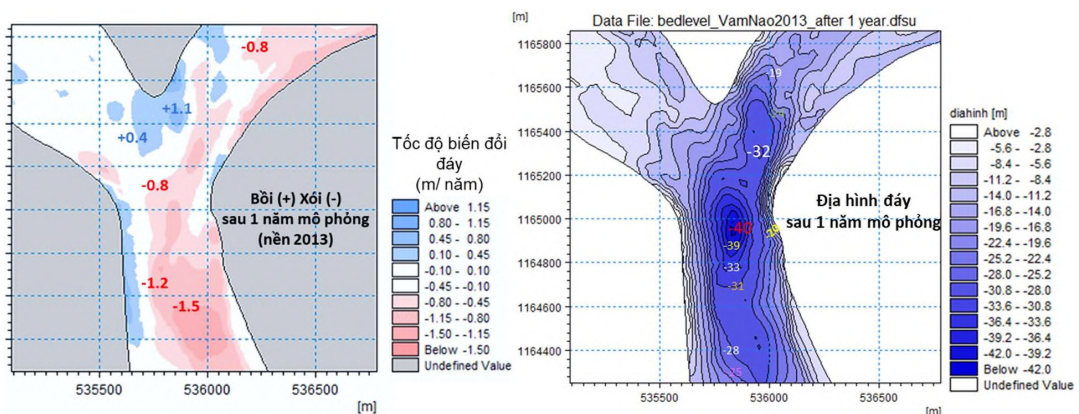 -0.8
+1.1
+0.4
-0.8
Bồi (+) Xói (-)
sau 1 năm mô phỏng
(nền 2013)
-1.2
-1.5
535500
536000
536500
[m]
Tốc độ biến đổi
đáy
(m/ năm)
Above 1.15
0.80 - 1.15
0.45 - 0.80
0.10 - 0.45
-0.10 - 0.10
-0.45 - -0.10
-0.80 - -0.45
-1.15 - -0.80
-1.50 - -1.15
Below -1.50
Undefined Value
[m]
Data File: bedlevel_VamNao2013_after 1 year.dfsu
1165800
1165600
1165400
1165200
1165000
1164800
1164600
1164400
-19
-32
Địa hình đáy
sau 1 năm mô phỏng
-40
-19
-39
-33
-31
-28
-25
535500
536000
536500
[m]
diahinh [m]
Above -2.8
-5.6 - -2.8
-8.4 - -5.6
-11.2 - -8.4
-14.0 - -11.2
-16.8 - -14.0
-19.6 - -16.8
-22.4 - -19.6
-25.2 - -22.4
-28.0 - -25.2
-30.8 - -28.0
-33.6 - -30.8
-36.4 - -33.6
-39.2 - -36.4
-42.0 - -39.2
Below -42.0
Undefined Value